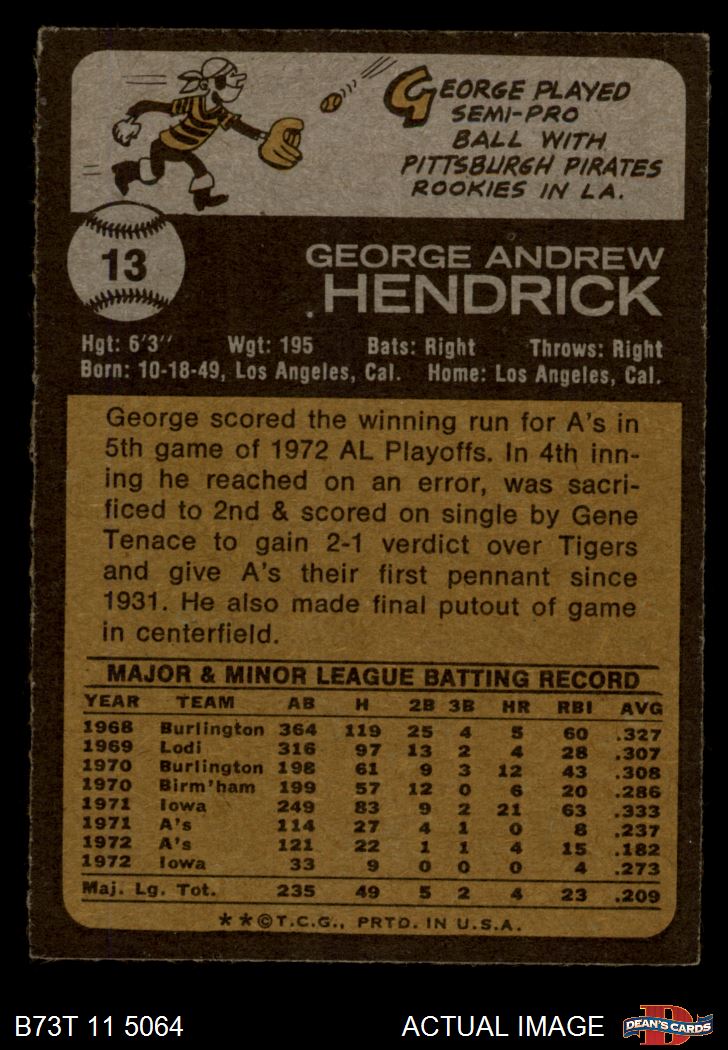 GEORGE PLAYED
SEMI-PRO
BALL WITH
PITTSBURGH PIRATES
ROOKIES IN LA.
13
GEORGE ANDREW
HENDRICK
Hgt: 6'3'' Wgt: 195 Bats: Right Throws: Right
Born: 10-18-49, Los Angeles, Cal. Home: Los Angeles, Cal.
George scored the winning run for A's in
5th game of 1972 AL Playoffs. In 4th inn-
ing he reached on an error, was sacri-
ficed to 2nd & scored on single by Gene
Tenace to gain 2-1 verdict over Tigers
and give A's their first pennant since
1931. He also made final putout of game
in centerfield.
MAJOR & MINOR LEAGUE BATTING RECORD
YEAR TEAM AB H 2B 3B HR RBI AVG
1968 Burlington 364 119 25 4 5 60 .327
1969 Lodi 316 97 13 2 4 28 .307
1970 Burlington 198 61 9 3 12 43 .308
1970 Birm'ham 199 57 12 0 6 20 .286
1971 Iowa 249 83 9 2 21 63 .333
1971 A's 114 27 4 1 0 8 .237
1972 A's 121 22 1 1 4 15 .182
1972 Iowa 33 9 0 0 0 4 .273
Maj. Lg. Tot. 235 49 5 2 4 23 .209
**©T.C.G., PRTD. IN U.S.A.
B73T 11 5064 ACTUAL IMAGE DEAN'S CARDS